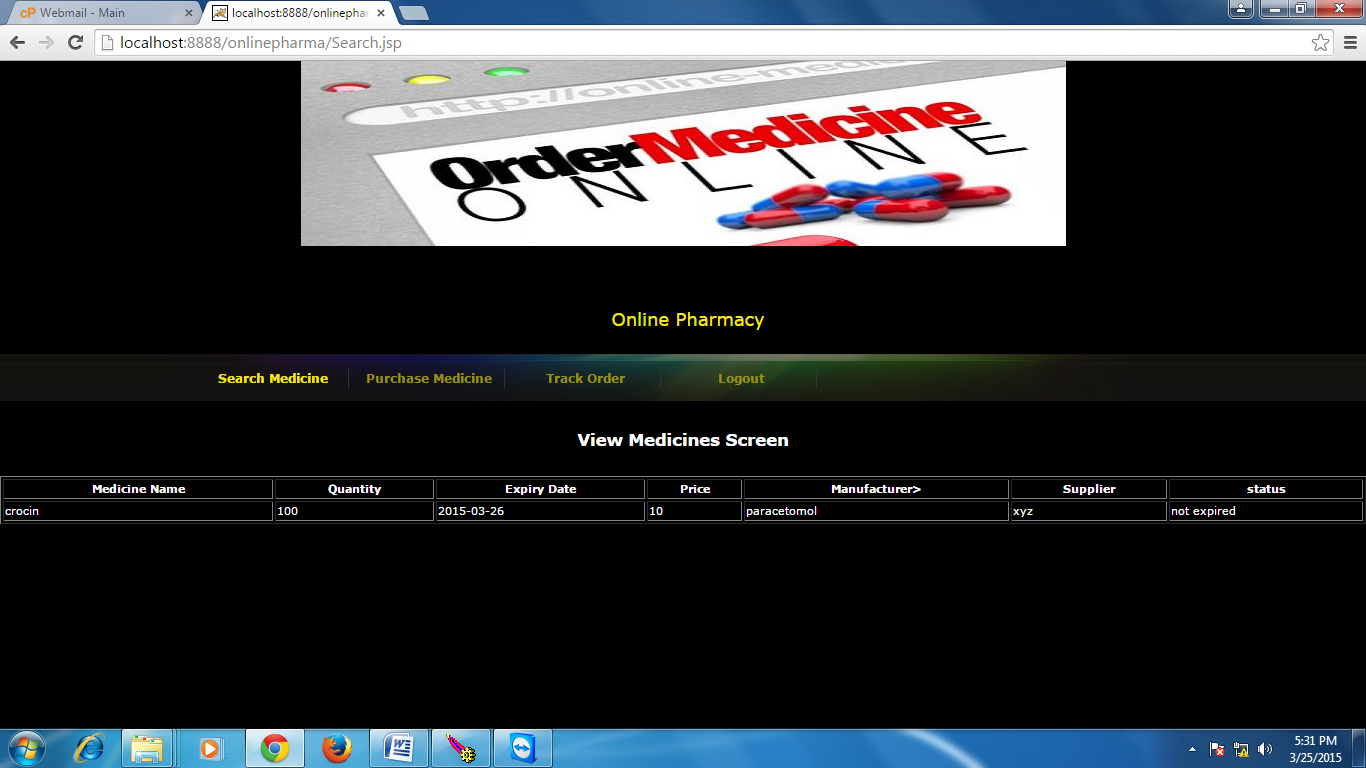 cP Webmail - Main
localhost:8888/onlinephar
localhost:8888/onlinepharma/Search.jsp
http://online-medic
OrderMedicine
ONLINE
Online Pharmacy
Search Medicine Purchase Medicine Track Order Logout
View Medicines Screen
Medicine Name Quantity Expiry Date Price Manufacturer> Supplier status
crocin 100 2015-03-26 10 paracetomol xyz not expired
5:31 PM
3/25/2015